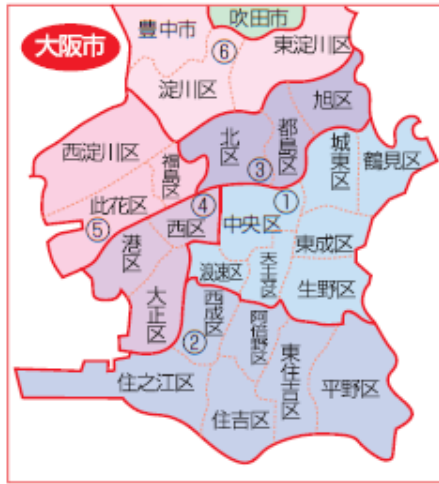 吹田市
豊中市
大阪市
⑥
東淀川区
淀川区
旭区
北区
都島区
城東区
鶴見区
西淀川区
福島区
③
④
①
此花区
西区
中央区
⑤
港区
東成区
浪速区
天王寺区
生野区
大正区
西成区
②
阿倍野区
東住吉区
平野区
住之江区
住吉区